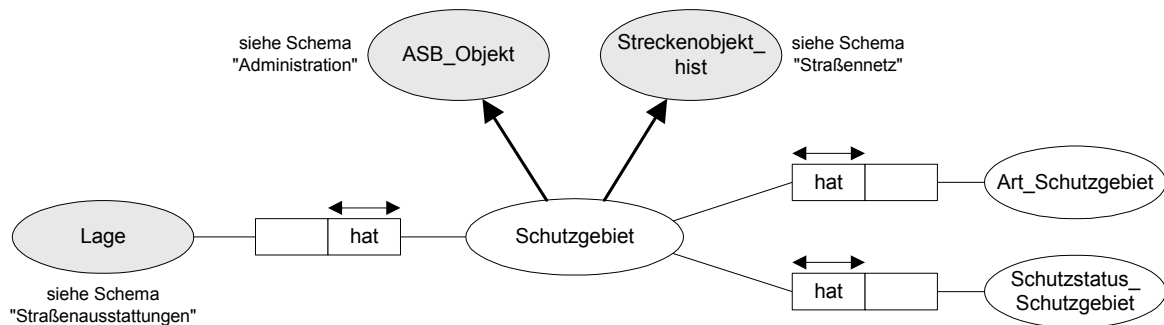 siehe Schema
"Administration"
ASB_Objekt
Streckenobjekt_
hist
siehe Schema
"Straßennetz"
hat
Art_Schutzgebiet
Lage
hat
Schutzgebiet
hat
Schutzstatus_
Schutzgebiet
siehe Schema
"Straßenausstattungen"